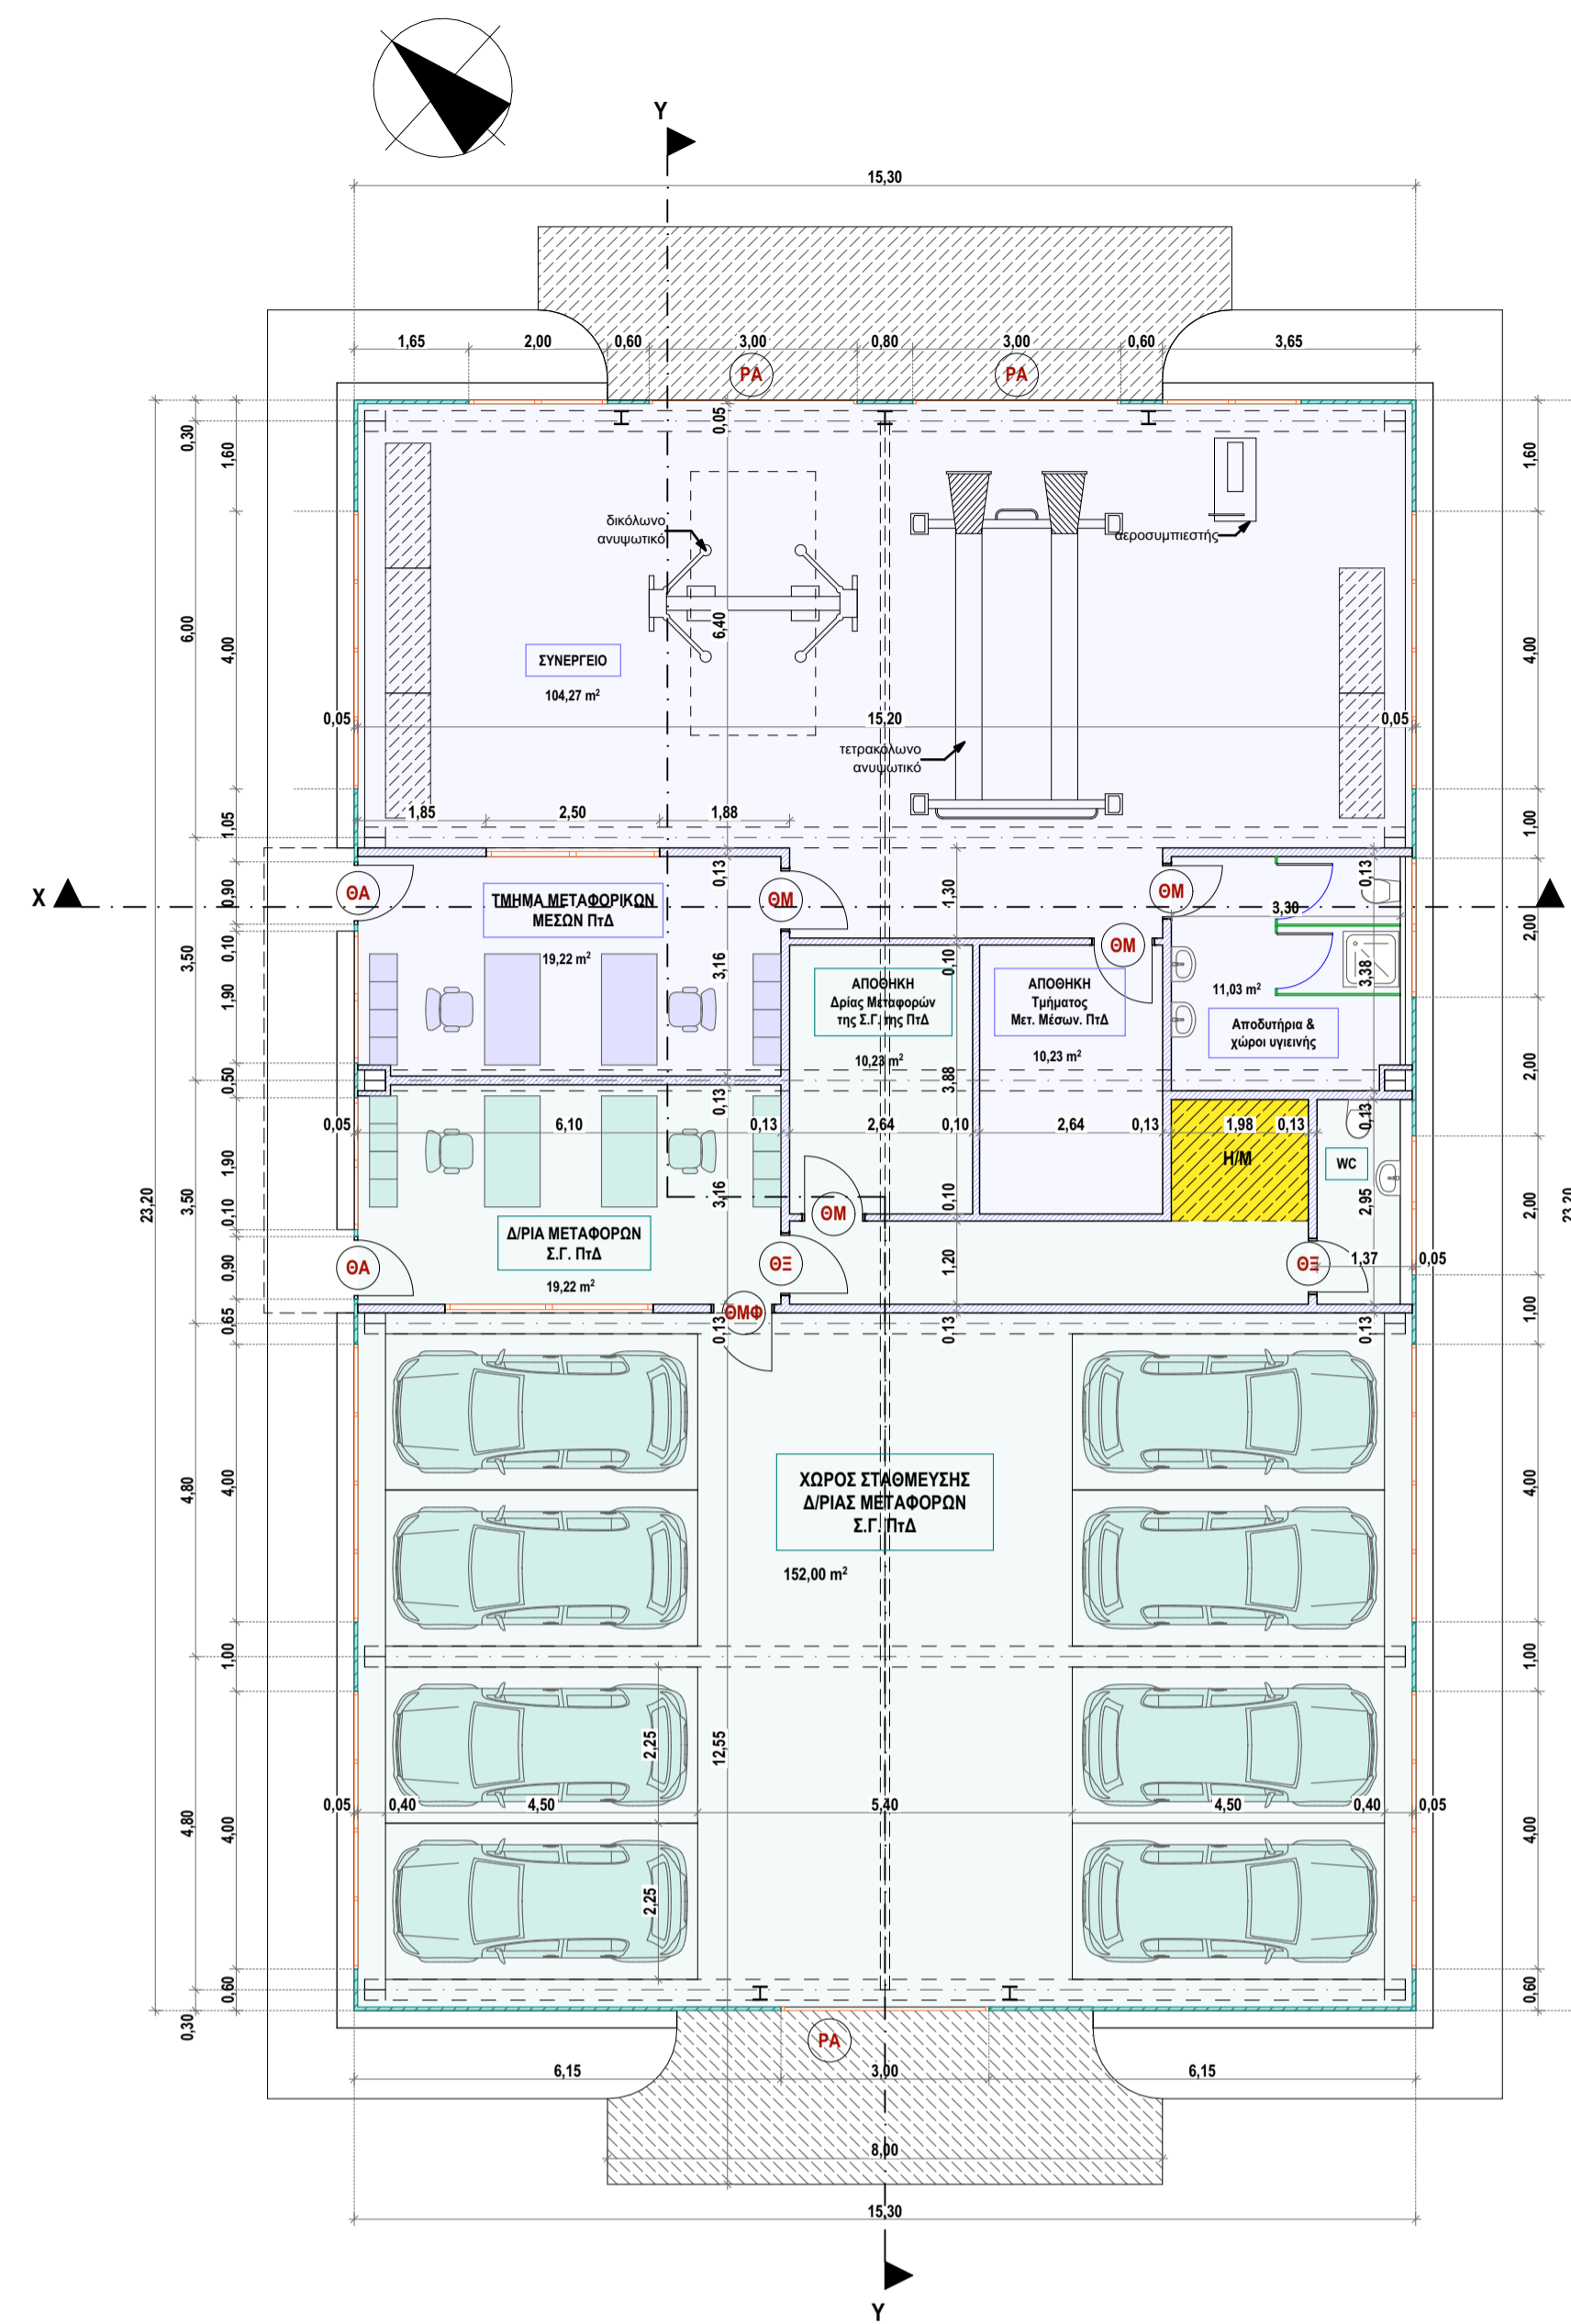 Y
15,30
1,65
2,00
0,60
3,00
0,80
3,00
0,60
3,65
ΡΑ
ΡΑ
0,30
1,60
0,05
1,60
δικόλωνο
ανυψωτικό
αεροσυμπιεστής
6,00
4,00
6,40
4,00
ΣΥΝΕΡΓΕΙΟ
104,27 m²
0,05
15,20
0,05
τετρακόλωνο
ανυψωτικό
1,85
2,50
1,88
1,05
1,00
X
0,90
ΘΑ
ΤΜΗΜΑ ΜΕΤΑΦΟΡΙΚΩΝ
ΜΕΣΩΝ ΠτΔ
19,22 m²
0,13
ΘΜ
1,30
ΘΜ
0,13
3,30
2,00
ΘΜ
3,50
0,10
1,90
3,16
0,10
ΑΠΟΘΗΚΗ
Δρίας Μεταφορών
της Σ.Γ. της ΠτΔ
10,23 m²
ΑΠΟΘΗΚΗ
Τμήματος
Μετ. Μέσων. ΠτΔ
10,23 m²
3,38
11,03 m²
Αποδυτήρια &
χώροι υγιεινής
0,50
0,13
3,88
0,13
2,00
0,05
6,10
0,13
2,64
0,10
2,64
0,13
1,98
0,13
Η/Μ
WC
23,20
3,50
1,90
0,10
3,16
0,10
2,95
2,00
23,20
ΘΜ
Δ/ΡΙΑ ΜΕΤΑΦΟΡΩΝ
Σ.Γ. ΠτΔ
19,22 m²
0,90
ΘΑ
ΘΞ
1,20
ΘΞ
1,37
0,05
0,65
0,13
ΘΜΦ
0,13
0,13
1,00
4,80
4,00
ΧΩΡΟΣ ΣΤΑΘΜΕΥΣΗΣ
Δ/ΡΙΑΣ ΜΕΤΑΦΟΡΩΝ
Σ.Γ. ΠτΔ
152,00 m²
4,00
1,00
1,00
2,25
12,55
0,05
0,40
4,50
5,40
4,50
0,40
0,05
4,80
4,00
4,00
2,25
0,60
0,60
0,30
ΡΑ
6,15
3,00
6,15
8,00
15,30
Y